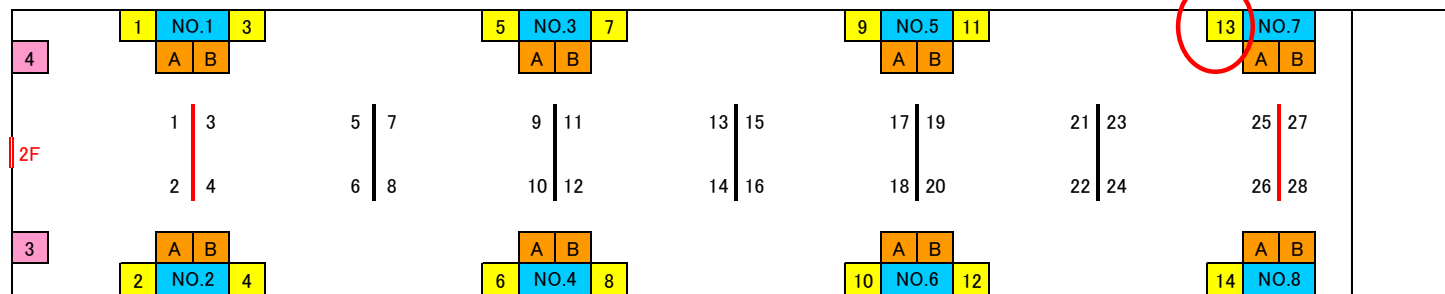 1 NO.1 3 5 NO.3 7 9 NO.5 11 13 NO.7
4 A B A B A B A B
1 3 5 7 9 11 13 15 17 19 21 23 25 27
2F
2 4 6 8 10 12 14 16 18 20 22 24 26 28
3 A B A B A B A B
2 NO.2 4 6 NO.4 8 10 NO.6 12 14 NO.8